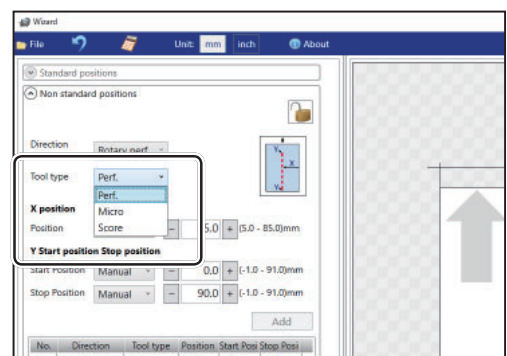 Wizard
File Unit: mm inch About
Standard positions
Non standard positions
Direction Rotary perf.
Y
X
Y
Tool type Perf.
Perf.
X position Micro
Position Score - 5.0 + (5.0 - 85.0)mm
Y Start position Stop position
Start Position Manual - 0.0 + (-1.0 - 91.0)mm
Stop Position Manual - 90.0 + (-1.0 - 91.0)mm
Add
No. Direction Tool type Position Start Posi Stop Posi